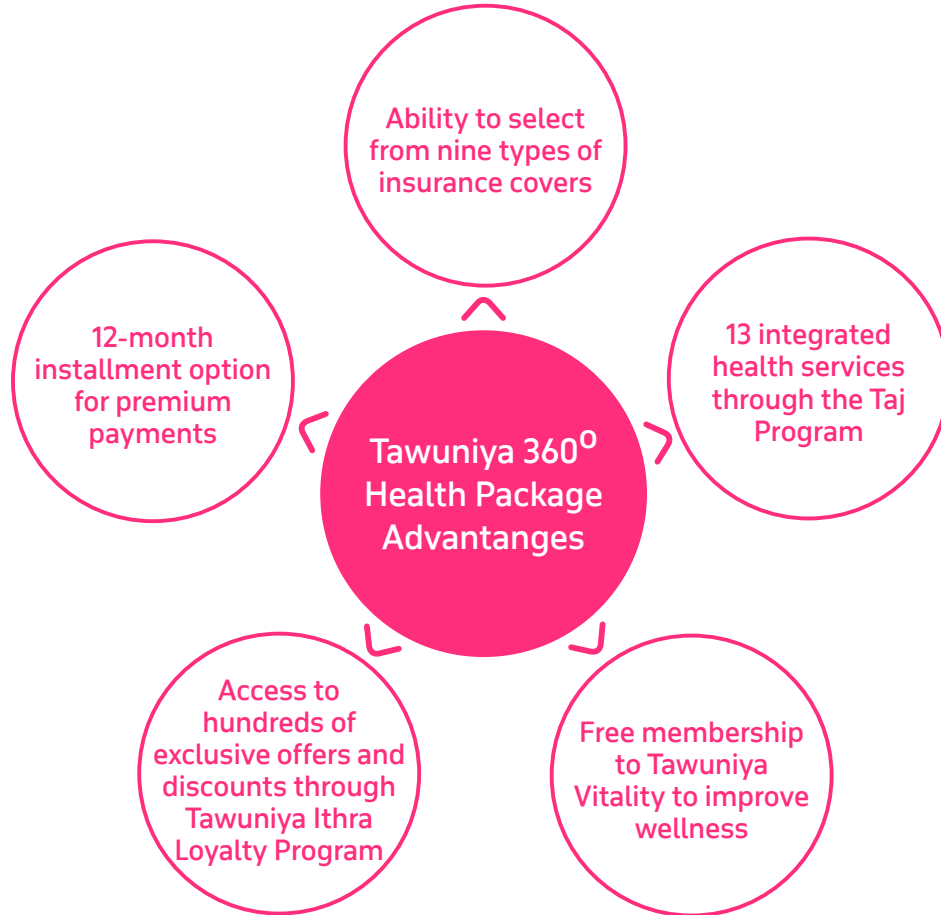 Ability to select
from nine types of
insurance covers
12-month
installment option
for premium
payments
13 integrated
health services
through the Taj
Program
Tawuniya 360⁰
Health Package
Advantanges
Access to
hundreds of
exclusive offers and
discounts through
Tawuniya Ithra
Loyalty Program
Free membership
to Tawuniya
Vitality to improve
wellness